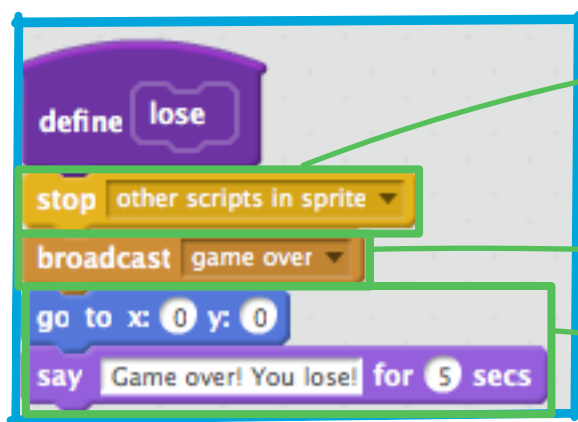 define lose
stop other scripts in sprite
broadcast game over
go to x: 0 y: 0
say Game over! You lose! for 5 secs